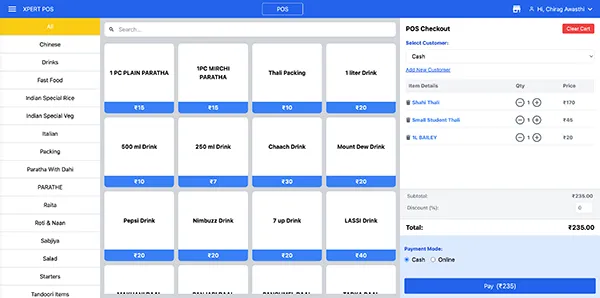 XPERT POS
POS
Hi, Chirag Awasthi
All
Chinese
Drinks
Fast Food
Indian Special Rice
Indian Special Veg
Italian
Packing
Paratha With Dahi
PARATHE
Raita
Roti & Naan
Sabjiya
Salad
Starters
Tandoori Items
Search...
1 PC PLAIN PARATHA
₹15
1PC MIRCHI
PARATHA
₹15
Thali Packing
₹10
1 liter Drink
₹20
500 ml Drink
₹10
250 ml Drink
₹7
Chaach Drink
₹30
Mount Dew Drink
₹20
Pepsi Drink
₹20
Nimbuzz Drink
₹20
7 up Drink
₹20
LASSI Drink
₹40
POS Checkout
Clear Cart
Select Customer:
Cash
Add New Customer
Item Details Qty Price
Shahi Thali 1 ₹170
Small Student Thali 1 ₹45
1L BAILEY 1 ₹20
Subtotal: ₹235.00
Discount (%): 0
Total: ₹235.00
Payment Mode:
Cash Online
Pay (₹235)